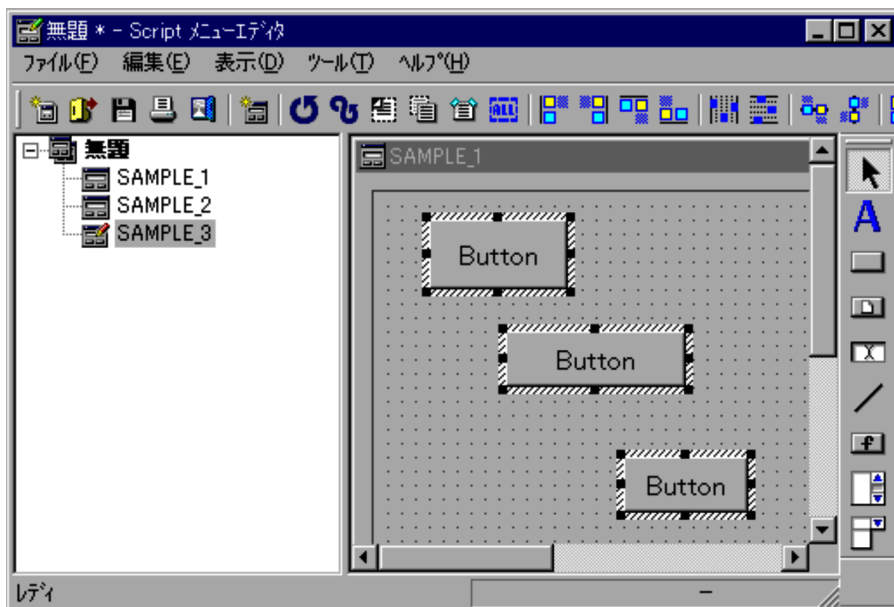 無題 * - Script ﾒﾆｭｰｴﾃﾞｨﾀ
ﾌｧｲﾙ(F) 編集(E) 表示(D) ﾂｰﾙ(T) ﾍﾙﾌﾟ(H)
ALL
無題
SAMPLE_1
SAMPLE_2
SAMPLE_3
SAMPLE_1
Button
Button
Button
A
f
ﾚﾃﾞｨ